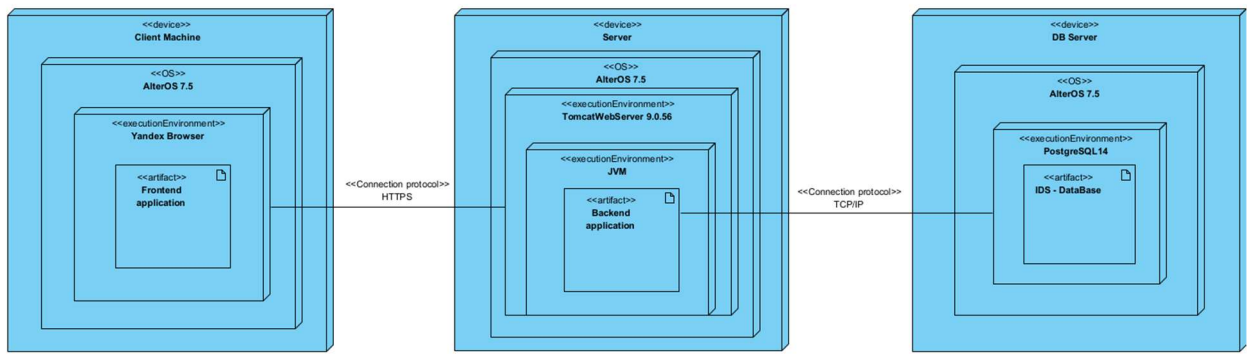 <<device>>
Client Machine
<<OS>>
AlterOS 7.5
<<executionEnvironment>>
Yandex Browser
<<artifact>>
Frontend
application
<<Connection protocol>>
HTTPS
<<device>>
Server
<<OS>>
AlterOS 7.5
<<executionEnvironment>>
TomcatWebServer 9.0.56
<<executionEnvironment>>
JVM
<<artifact>>
Backend
application
<<Connection protocol>>
TCP/IP
<<device>>
DB Server
<<OS>>
AlterOS 7.5
<<executionEnvironment>>
PostgreSQL14
<<artifact>>
IDS - DataBase